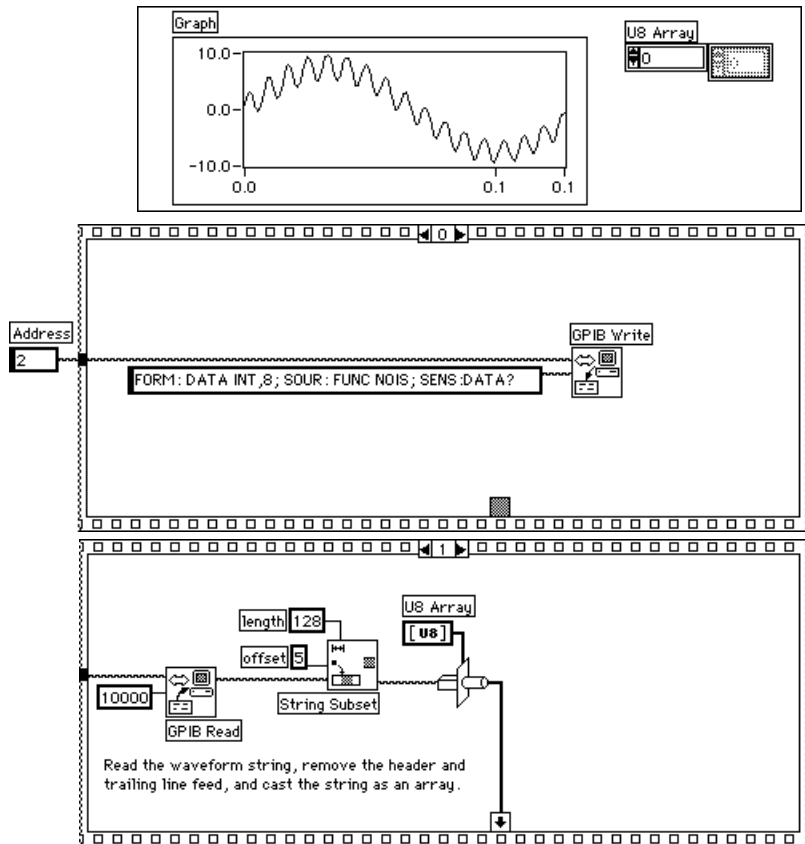 Graph
U8 Array
10.0
0.0
-10.0
0.0 0.1 0.1
0
0
Address
2
GPIB Write
FORM: DATA INT,8; SOUR: FUNC NOIS; SENS:DATA?
1
U8 Array
length 128
[U8]
offset 5
10000
String Subset
GPIB Read
Read the waveform string, remove the header and
trailing line feed, and cast the string as an array.